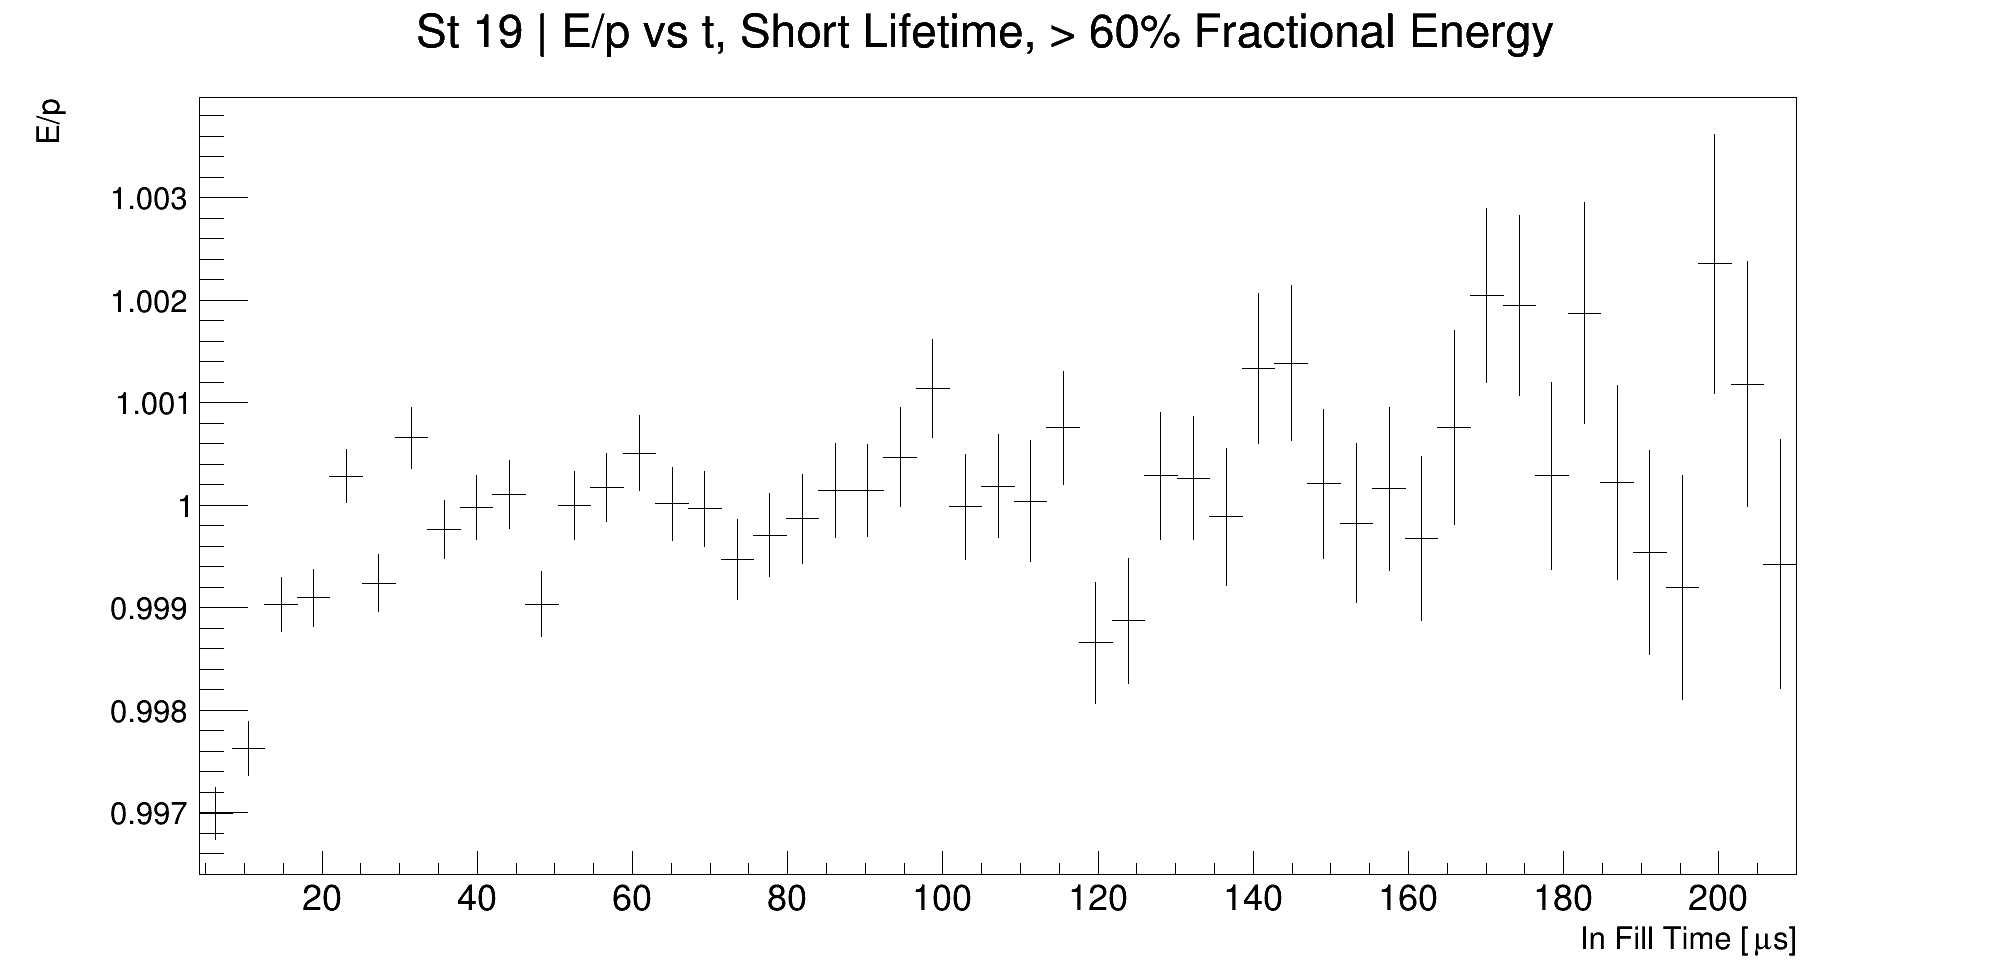 St 19 | E/p vs t, Short Lifetime, > 60% Fractional Energy
E/p
1.003
1.002
1.001
1
0.999
0.998
0.997
20 40 60 80 100 120 140 160 180 200
In Fill Time [μs]